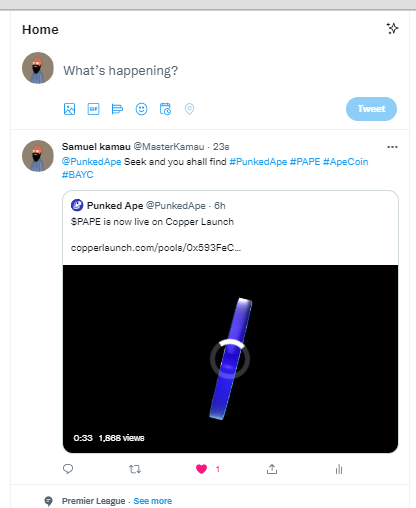 Home
What's happening?
GIF
Tweet
Samuel kamau @MasterKamau · 23s
@PunkedApe Seek and you shall find #PunkedApe #PAPE #ApeCoin
#BAYC
Punked Ape @PunkedApe · 6h
$PAPE is now live on Copper Launch
copperlaunch.com/pools/0x593FeC...
0:33 1,868 views
1
Premier League · See more